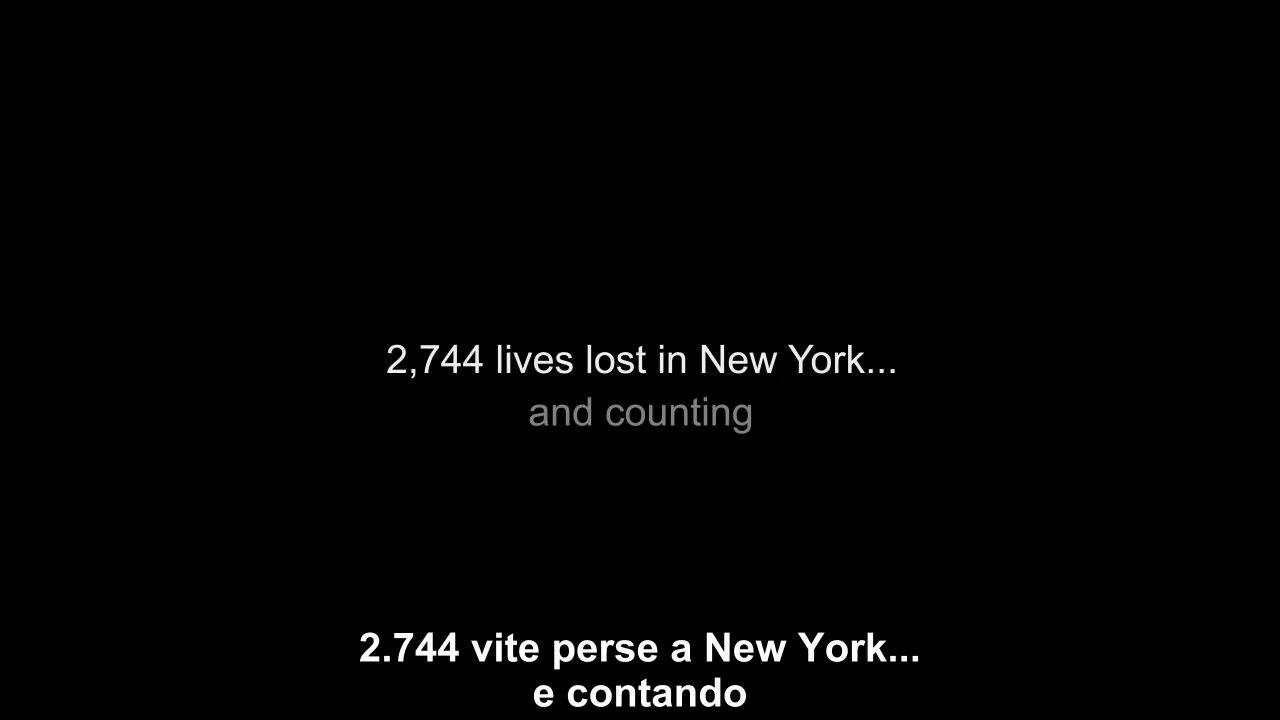 2,744 lives lost in New York...
and counting
2.744 vite perse a New York...
e contando